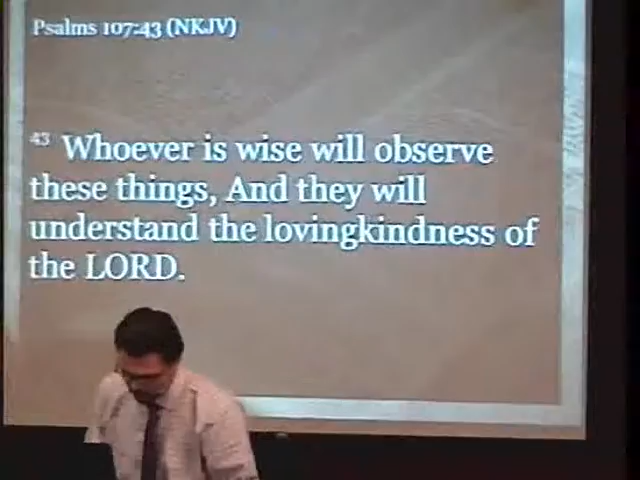 Psalms 107:43 (NKJV)
43 Whoever is wise will observe
these things, And they will
understand the lovingkindness of
the LORD.